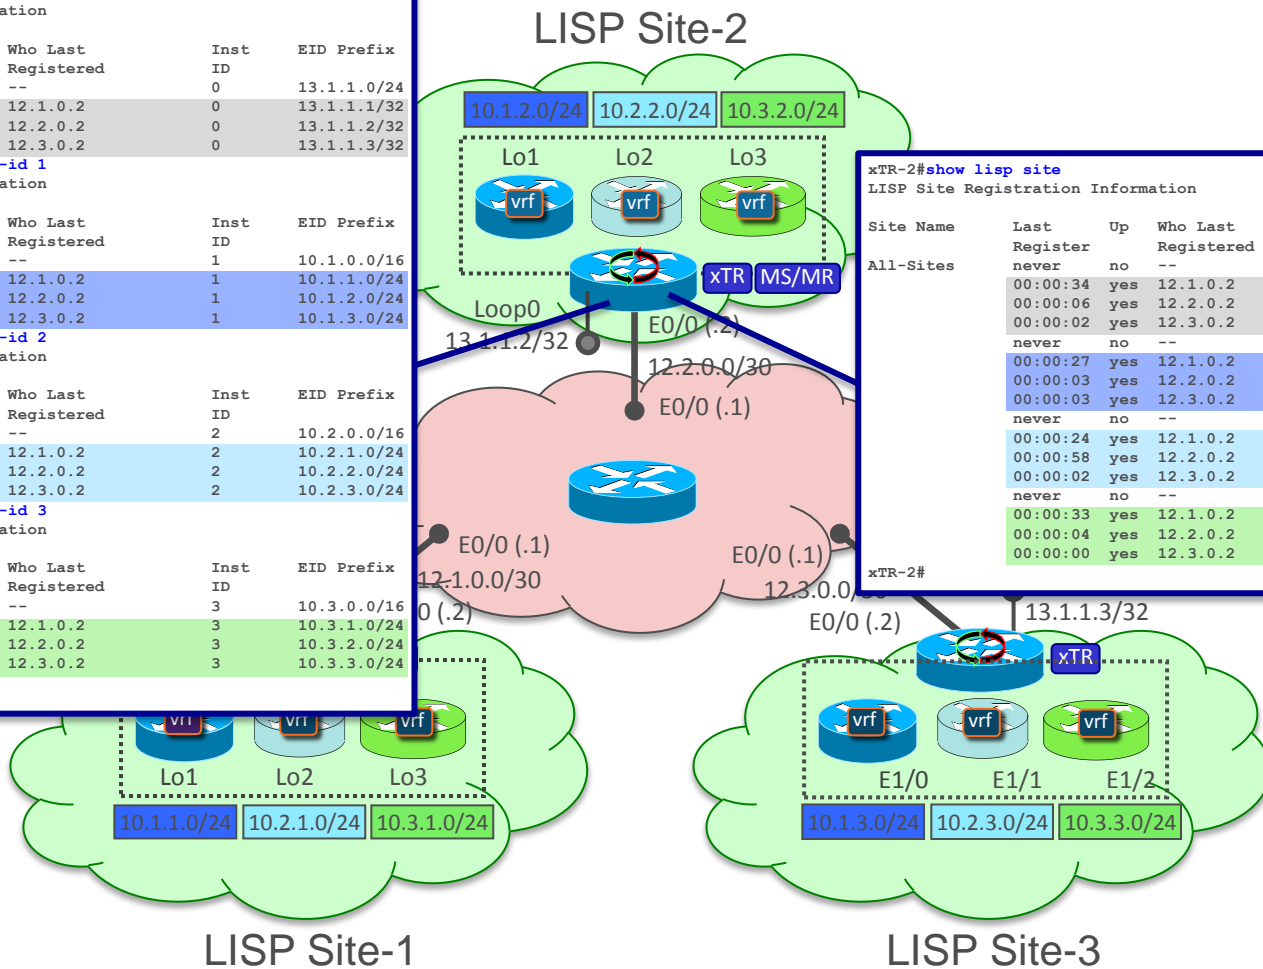 ation
Who Last Inst EID Prefix
Registered ID
-- 0 13.1.1.0/24
12.1.0.2 0 13.1.1.1/32
12.2.0.2 0 13.1.1.2/32
12.3.0.2 0 13.1.1.3/32
-id 1
ation
Who Last Inst EID Prefix
Registered ID
-- 1 10.1.0.0/16
12.1.0.2 1 10.1.1.0/24
12.2.0.2 1 10.1.2.0/24
12.3.0.2 1 10.1.3.0/24
-id 2
ation
Who Last Inst EID Prefix
Registered ID
-- 2 10.2.0.0/16
12.1.0.2 2 10.2.1.0/24
12.2.0.2 2 10.2.2.0/24
12.3.0.2 2 10.2.3.0/24
-id 3
ation
Who Last Inst EID Prefix
Registered ID
-- 3 10.3.0.0/16
12.1.0.2 3 10.3.1.0/24
12.2.0.2 3 10.3.2.0/24
12.3.0.2 3 10.3.3.0/24
LISP Site-2
10.1.2.0/24 10.2.2.0/24 10.3.2.0/24
Lo1 Lo2 Lo3
vrf vrf vrf
xTR MS/MR
Loop0
13.1.1.2/32
E0/0 (.2)
12.2.0.0/30
E0/0 (.1)
xTR-2#show lisp site
LISP Site Registration Information
Site Name Last Up Who Last
Register Registered
All-Sites never no --
00:00:34 yes 12.1.0.2
00:00:06 yes 12.2.0.2
00:00:02 yes 12.3.0.2
never no --
00:00:27 yes 12.1.0.2
00:00:03 yes 12.2.0.2
00:00:03 yes 12.3.0.2
never no --
00:00:24 yes 12.1.0.2
00:00:58 yes 12.2.0.2
00:00:02 yes 12.3.0.2
never no --
00:00:33 yes 12.1.0.2
00:00:04 yes 12.2.0.2
00:00:00 yes 12.3.0.2
xTR-2#
E0/0 (.1)
12.1.0.0/30
0 (.2)
E0/0 (.1)
12.3.0.0/30
E0/0 (.2)
13.1.1.3/32
xTR
vrf vrf vrf
Lo1 Lo2 Lo3
10.1.1.0/24 10.2.1.0/24 10.3.1.0/24
LISP Site-1
vrf vrf vrf
E1/0 E1/1 E1/2
10.1.3.0/24 10.2.3.0/24 10.3.3.0/24
LISP Site-3